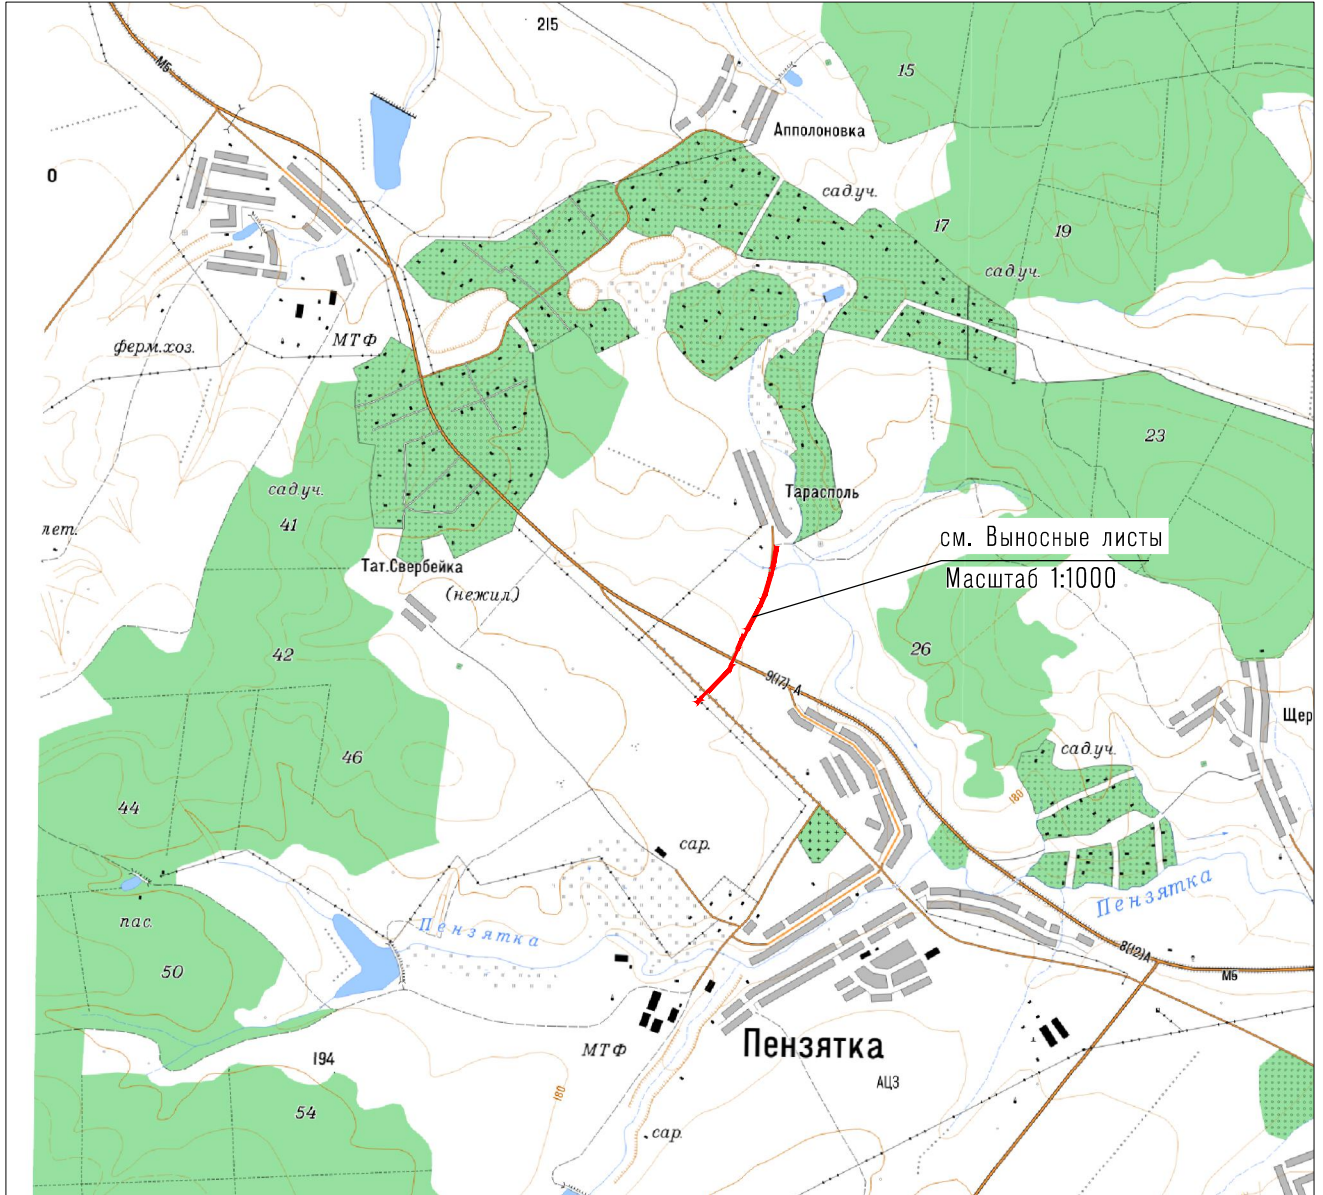 215
М5
15
Апполоновка
О
сад.уч.
17
19
сад.уч.
ферм.хоз.
МТФ
23
сад.уч.
41
Тарасполь
лет.
см. Выносные листы
Масштаб 1:1000
Тат.Свербейка
(нежил.)
42
26
9(17)-А
Щер
46
сад.уч.
180
44
сар.
Пензятка
пас.
Пензятка
50
8(12)А
М5
Пензятка
МТФ
194
АЦЗ
180
54
сар.